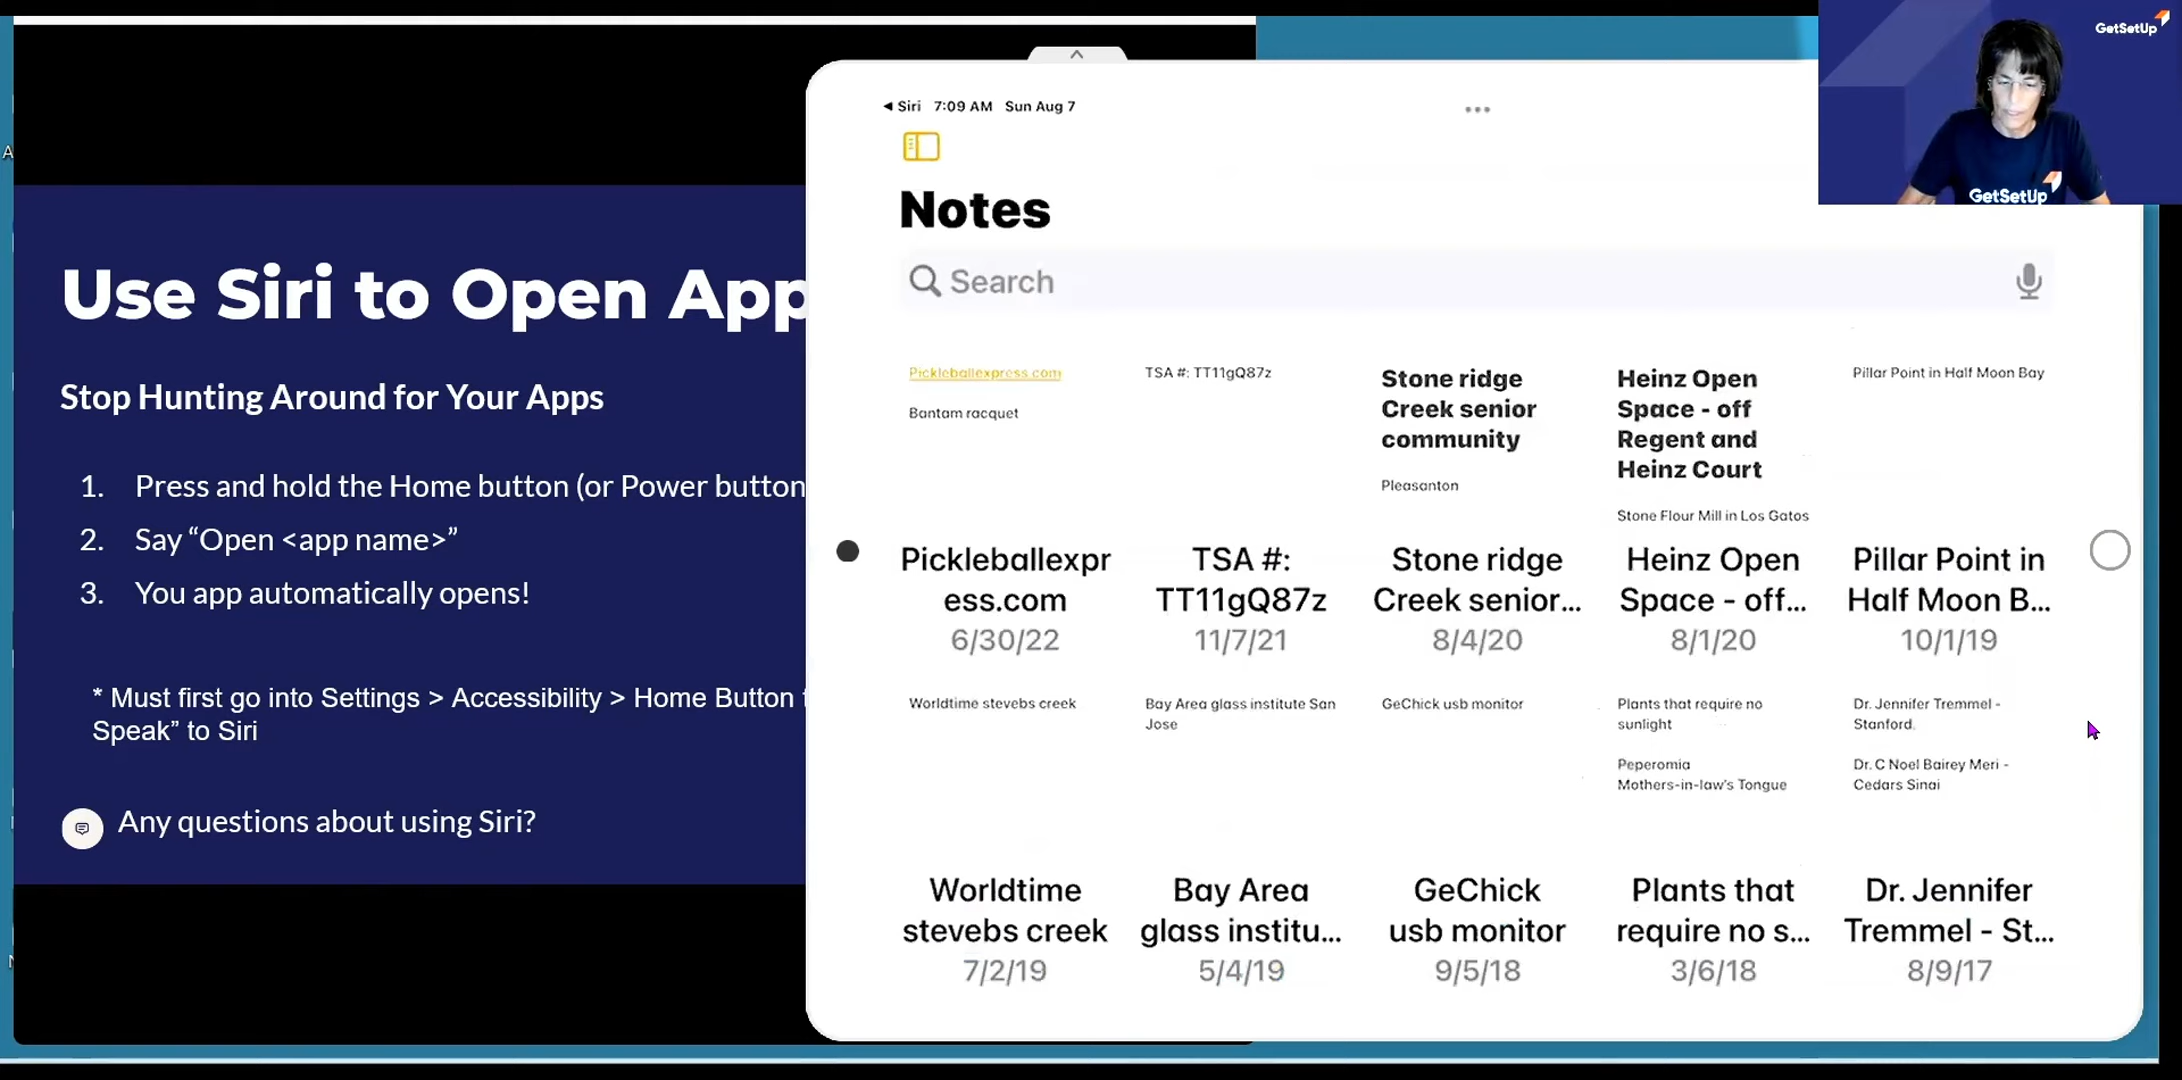 GetSetUp
GetSetUp
Use Siri to Open App
Stop Hunting Around for Your Apps
1. Press and hold the Home button (or Power button
2. Say “Open <app name>”
3. You app automatically opens!
* Must first go into Settings > Accessibility > Home Button
Speak” to Siri
Any questions about using Siri?
◀ Siri 7:09 AM Sun Aug 7
Notes
Search
Pickleballexpress.com
Bantam racquet
TSA #: TT11gQ87z
Stone ridge
Creek senior
community
Pleasanton
Heinz Open
Space - off
Regent and
Heinz Court
Stone Flour Mill in Los Gatos
Pillar Point in Half Moon Bay
Pickleballexpr
ess.com
6/30/22
TSA #:
TT11gQ87z
11/7/21
Stone ridge
Creek senior...
8/4/20
Heinz Open
Space - off...
8/1/20
Pillar Point in
Half Moon B...
10/1/19
Worldtime stevebs creek
Bay Area glass institute San
Jose
GeChick usb monitor
Plants that require no
sunlight
Peperomia
Mothers-in-law's Tongue
Dr. Jennifer Tremmel -
Stanford.
Dr. C Noel Bairey Meri -
Cedars Sinai
Worldtime
stevebs creek
7/2/19
Bay Area
glass institu...
5/4/19
GeChick
usb monitor
9/5/18
Plants that
require no s...
3/6/18
Dr. Jennifer
Tremmel - St...
8/9/17